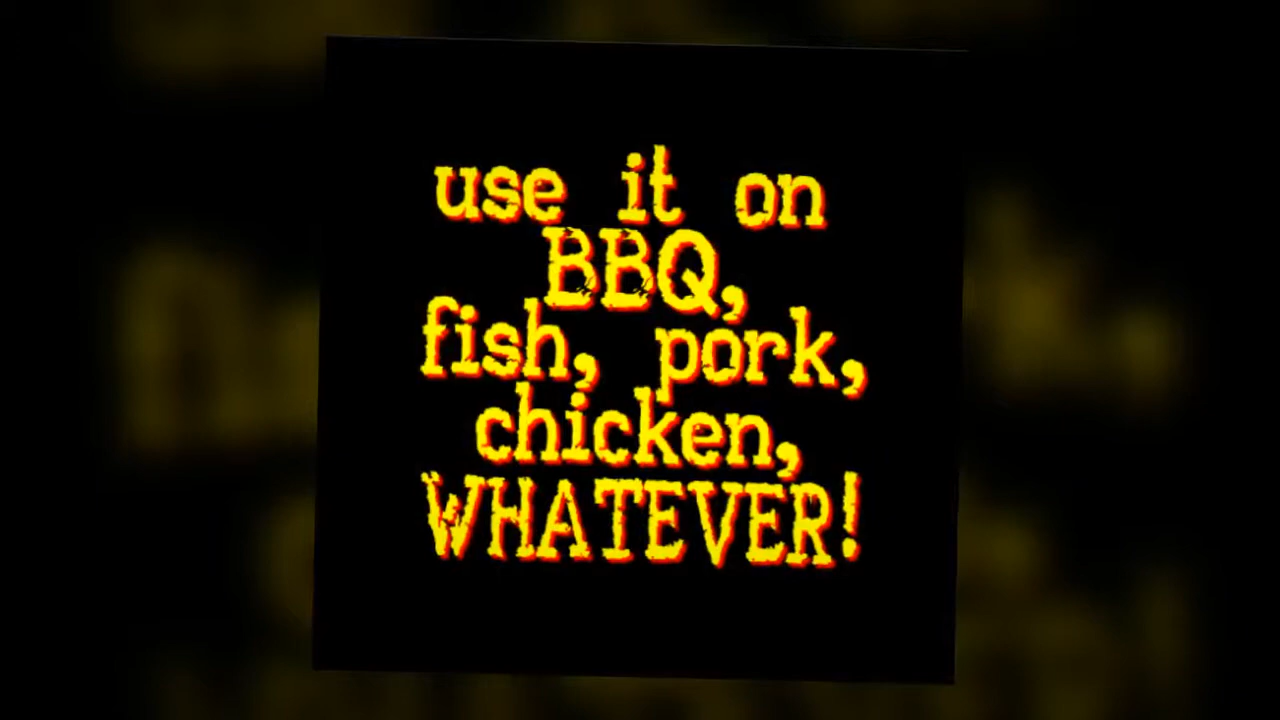 use it on
BBQ,
fish, pork,
chicken,
WHATEVER!